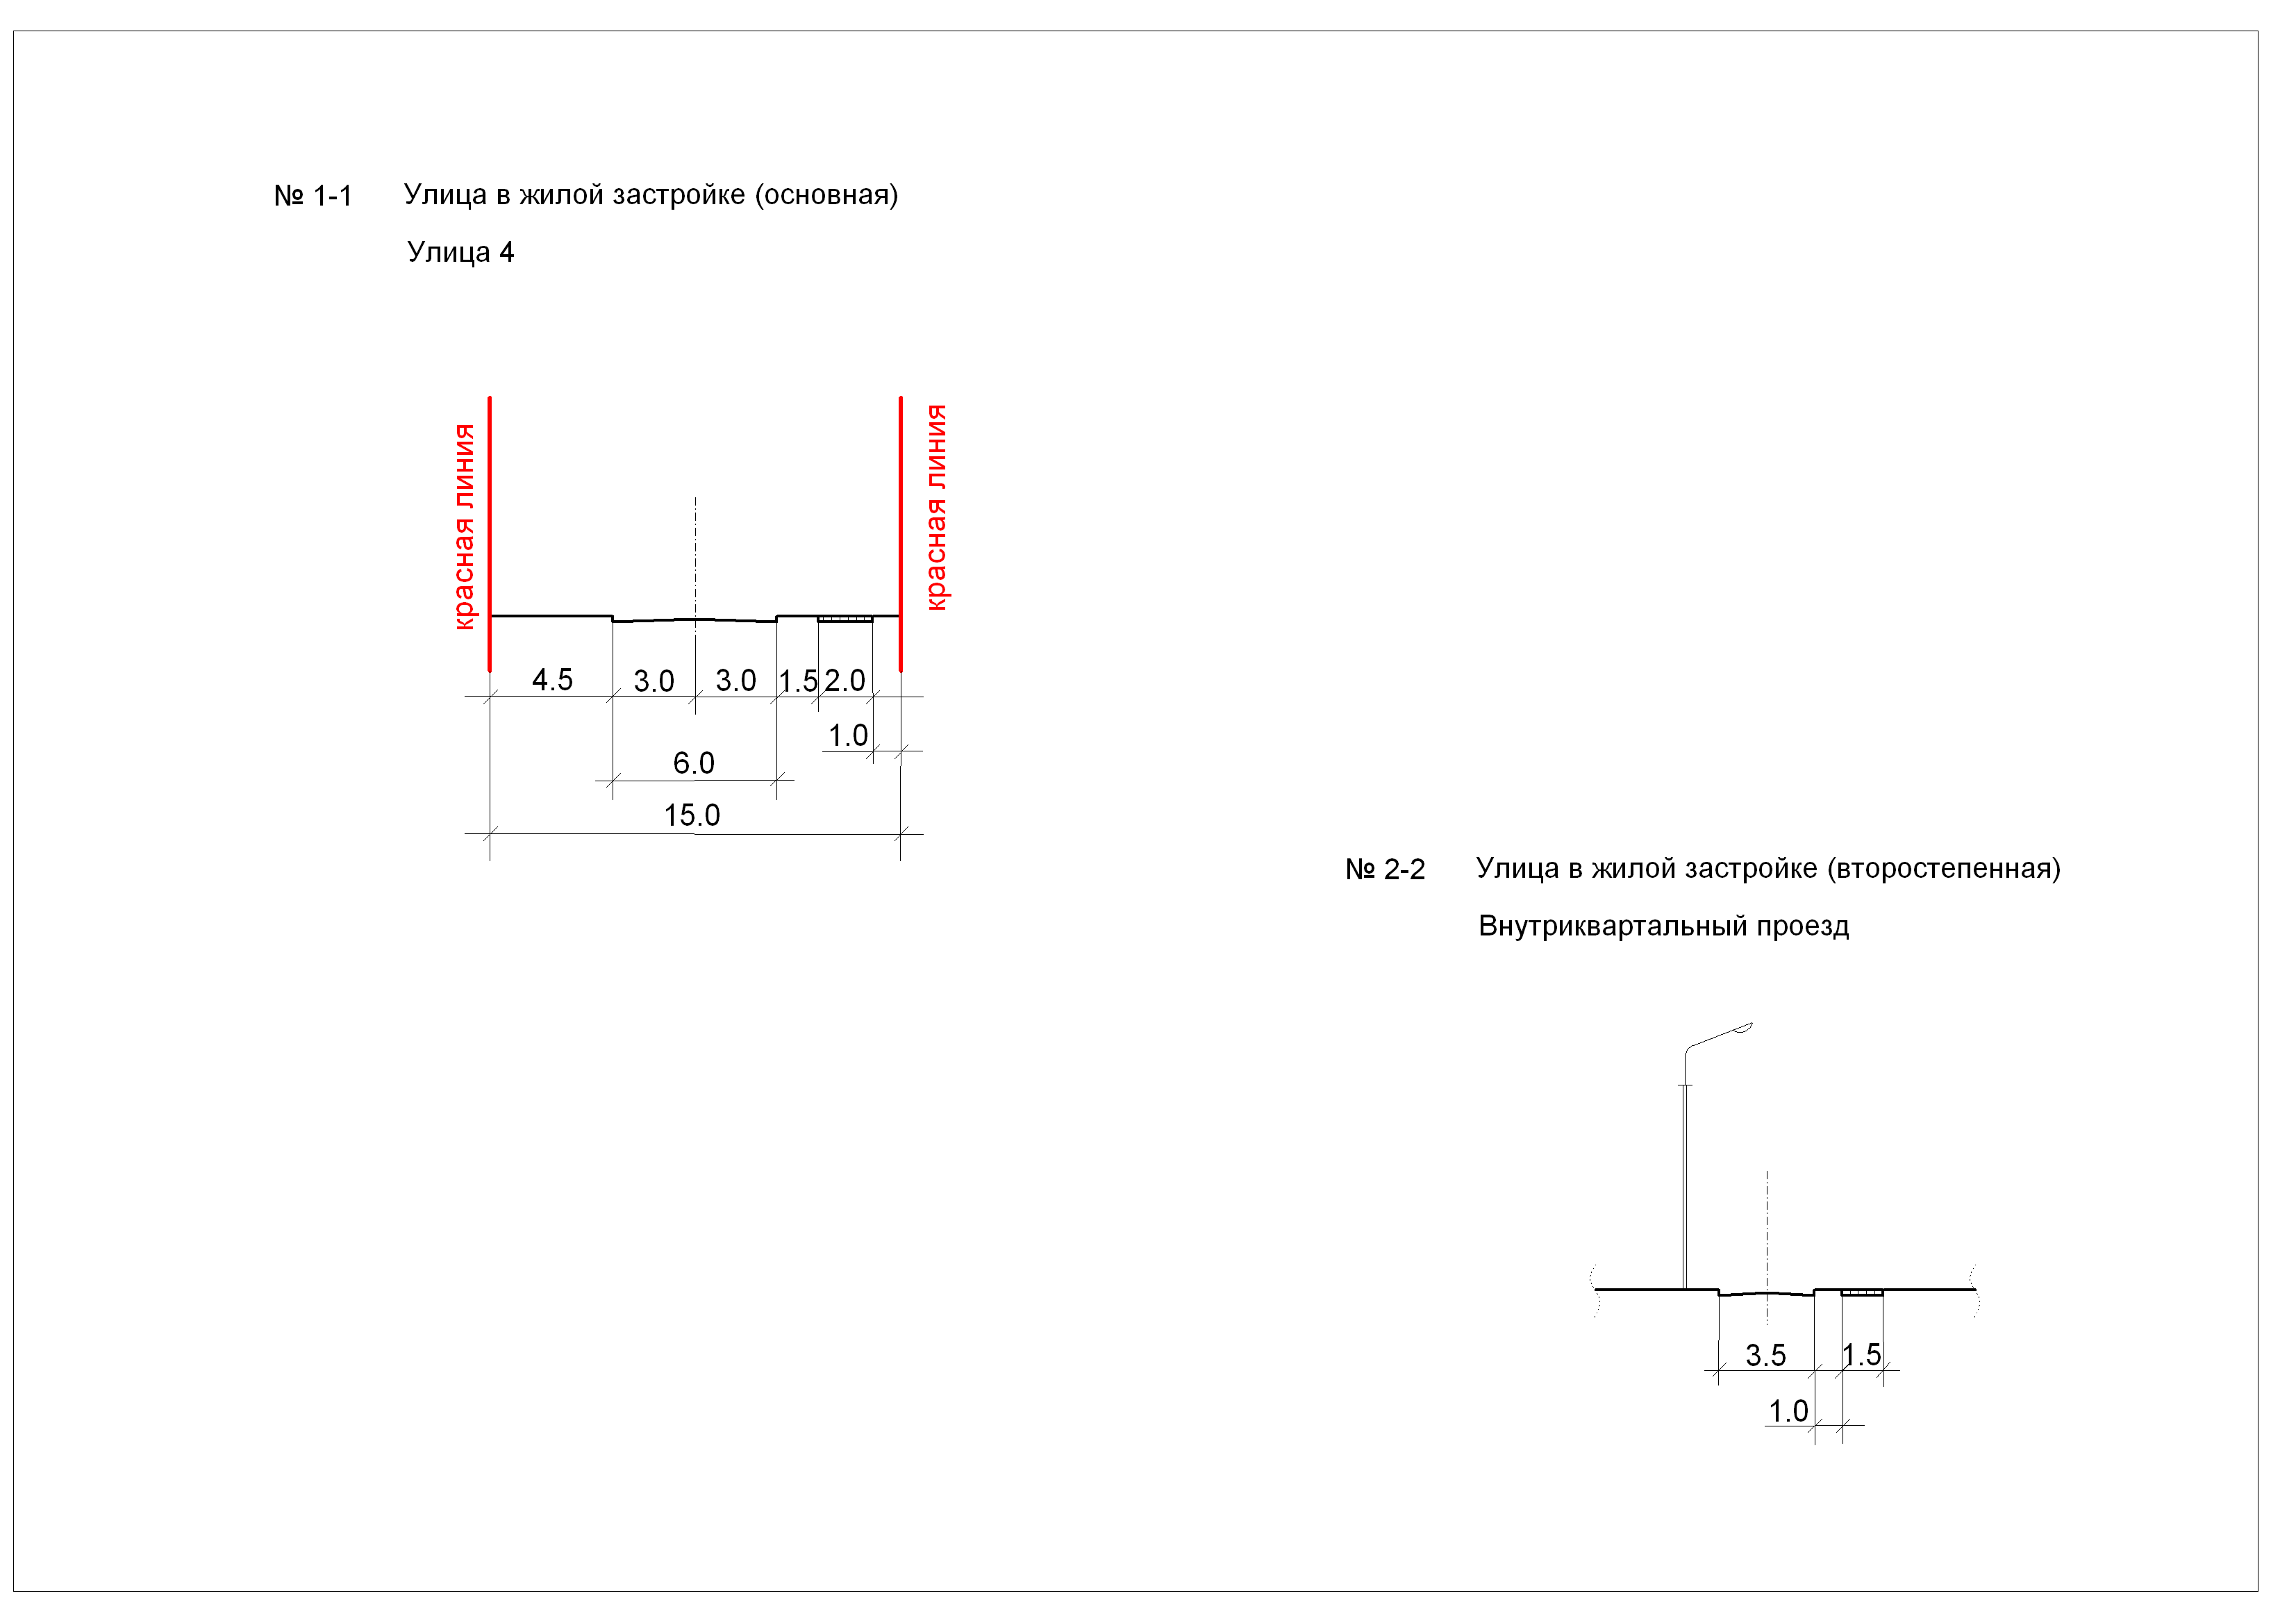 № 1-1 Улица в жилой застройке (основная)
Улица 4
красная линия
красная линия
4.5 3.0 3.0 1.5 2.0
1.0
6.0
15.0
№ 2-2 Улица в жилой застройке (второстепенная)
Внутриквартальный проезд
3.5 1.5
1.0